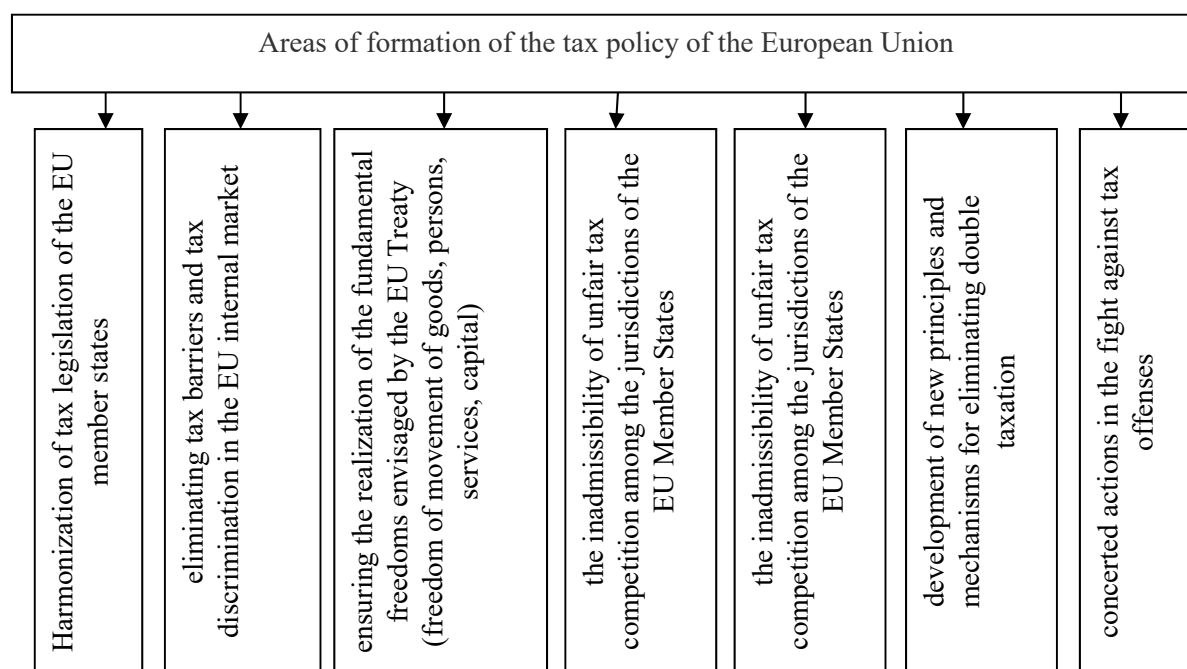 Areas of formation of the tax policy of the European Union
Harmonization of tax legislation of the EU
member states
eliminating tax barriers and tax
discrimination in the EU internal market
ensuring the realization of the fundamental
freedoms envisaged by the EU Treaty
(freedom of movement of goods, persons,
services, capital)
the inadmissibility of unfair tax
competition among the jurisdictions of the
EU Member States
the inadmissibility of unfair tax
competition among the jurisdictions of the
EU Member States
development of new principles and
mechanisms for eliminating double
taxation
concerted actions in the fight against tax
offenses